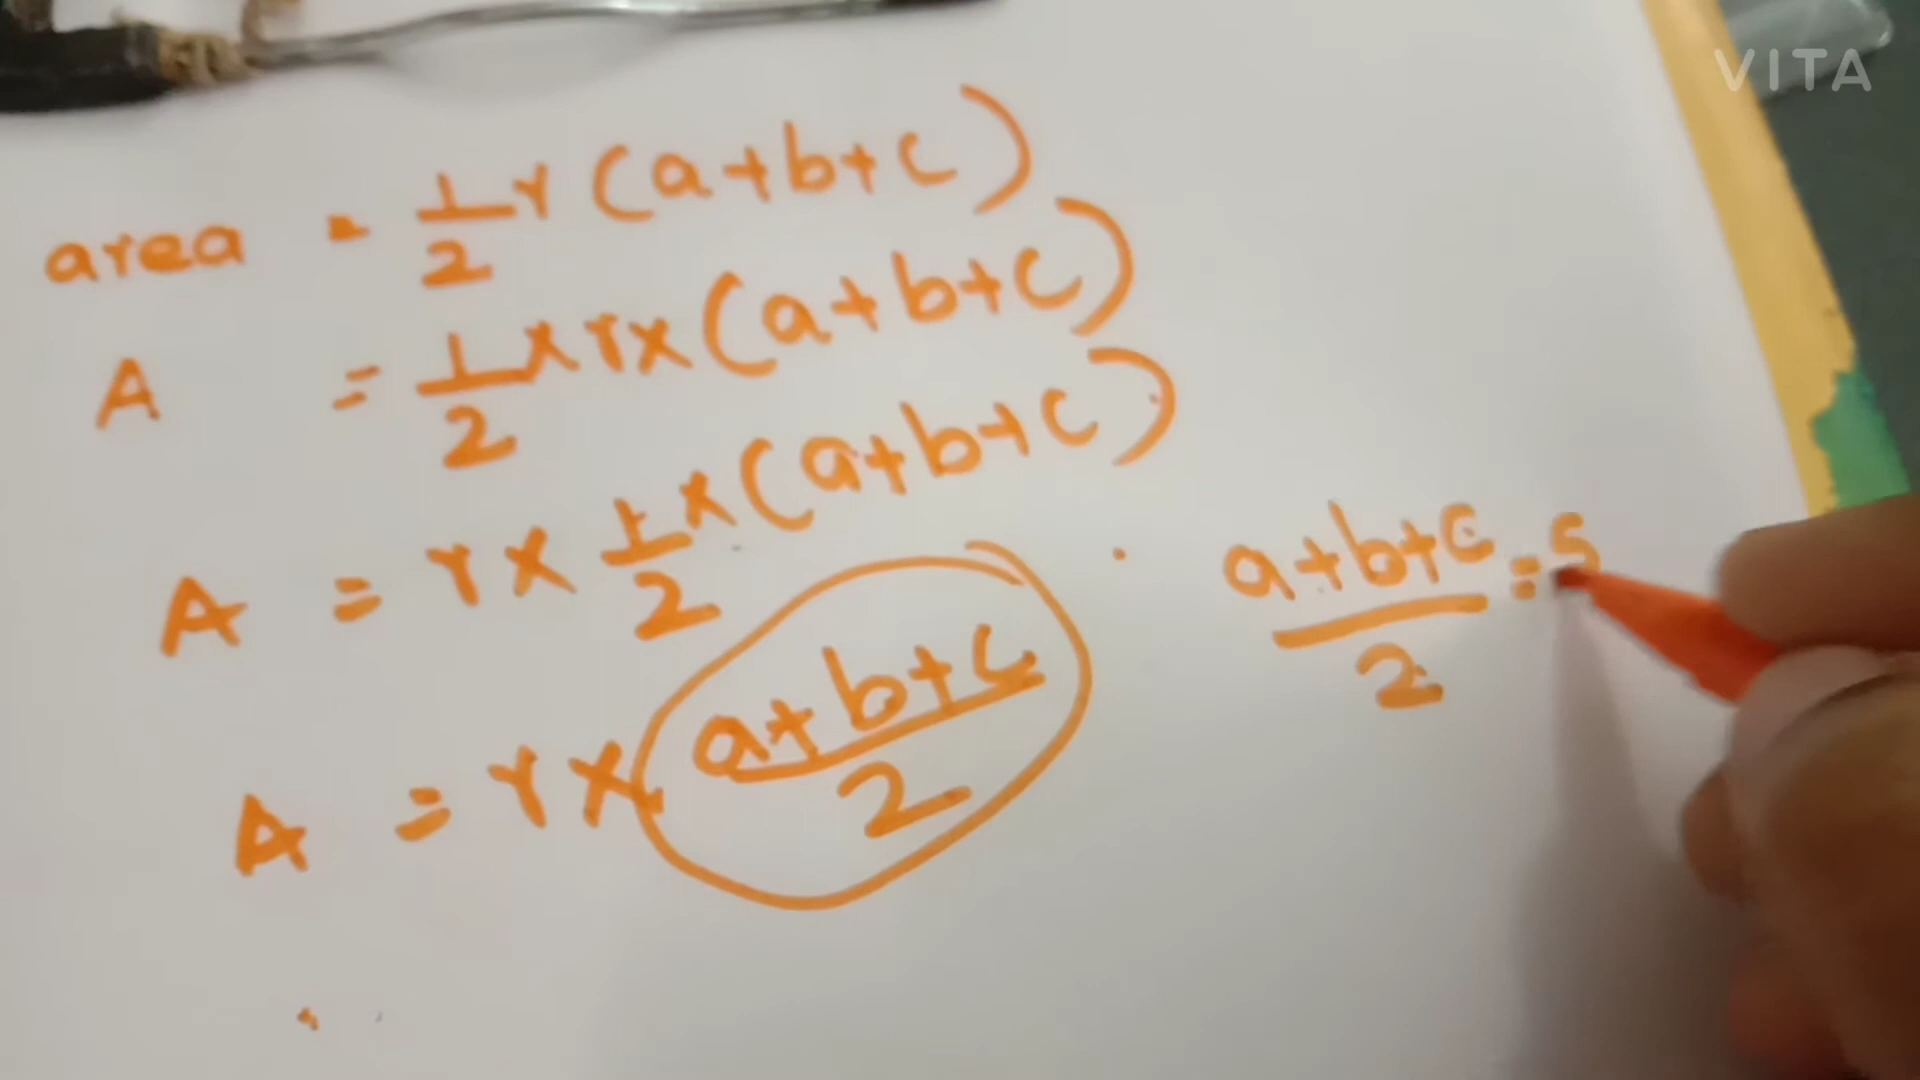 VITA
area = 1/2 r (a+b+c)
A = 1/2 x r x (a+b+c)
A = r x 1/2 x (a+b+c)
A = r x a+b+c/2
a+b+c/2 = s